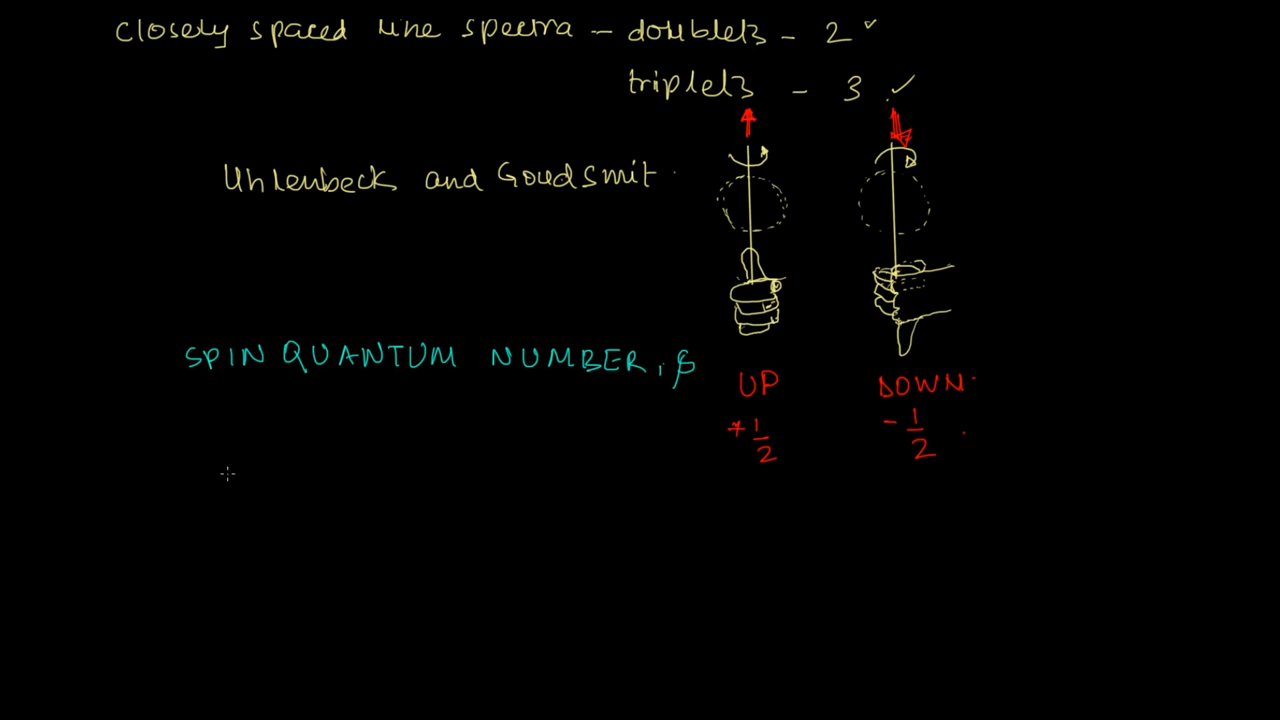 closely spaced line spectra - doublets - 2 ✓
triplets - 3 ✓
Uhlenbeck and Goudsmit.
SPIN QUANTUM NUMBER, s
UP DOWN.
+1/2 -1/2